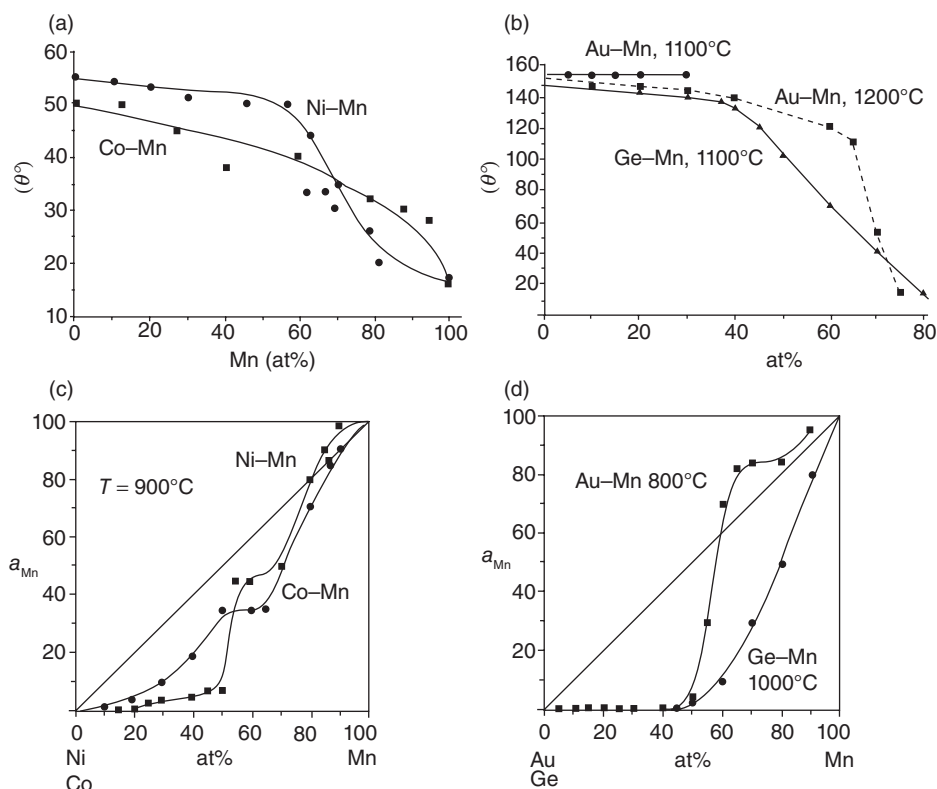 (a)
60
50
40
30
20
10
(θ°)
Ni–Mn
Co–Mn
0 20 40 60 80 100
Mn (at%)
(b)
160
140
120
100
80
60
40
20
(θ°)
Au–Mn, 1100°C
Au–Mn, 1200°C
Ge–Mn, 1100°C
0 20 40 60 80
at%
(c)
100
80
60
40
20
aMn
Ni–Mn
T = 900°C
Co–Mn
0 20 40 60 80 100
Ni at% Mn
Co
(d)
100
80
60
40
20
aMn
Au–Mn 800°C
Ge–Mn
1000°C
0 20 40 60 80 100
Au at% Mn
Ge